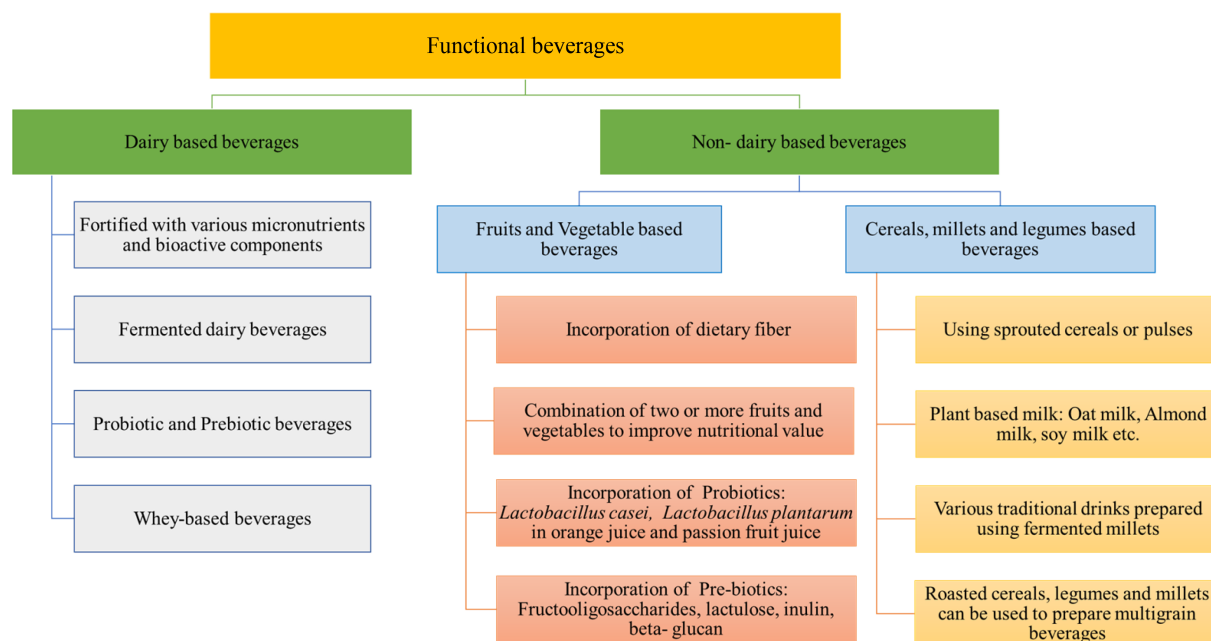 Functional beverages
Dairy based beverages
Non- dairy based beverages
Fortified with various micronutrients
and bioactive components
Fermented dairy beverages
Probiotic and Prebiotic beverages
Whey-based beverages
Fruits and Vegetable based
beverages
Incorporation of dietary fiber
Combination of two or more fruits and
vegetables to improve nutritional value
Incorporation of Probiotics:
Lactobacillus casei, Lactobacillus plantarum
in orange juice and passion fruit juice
Incorporation of Pre-biotics:
Fructooligosaccharides, lactulose, inulin,
beta- glucan
Cereals, millets and legumes based
beverages
Using sprouted cereals or pulses
Plant based milk: Oat milk, Almond
milk, soy milk etc.
Various traditional drinks prepared
using fermented millets
Roasted cereals, legumes and millets
can be used to prepare multigrain
beverages